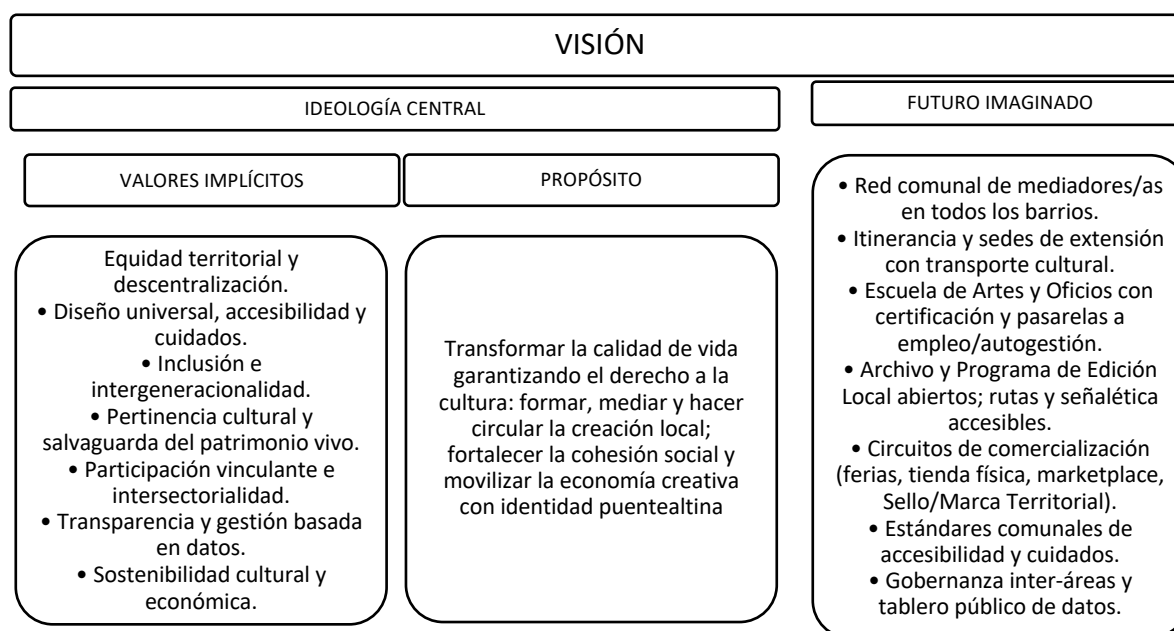 VISIÓN
IDEOLOGÍA CENTRAL
FUTURO IMAGINADO
VALORES IMPLÍCITOS
PROPÓSITO
Equidad territorial y
descentralización.
• Diseño universal, accesibilidad y
cuidados.
• Inclusión e
intergeneracionalidad.
• Pertinencia cultural y
salvaguarda del patrimonio vivo.
• Participación vinculante e
intersectorialidad.
• Transparencia y gestión basada
en datos.
• Sostenibilidad cultural y
económica.
Transformar la calidad de vida
garantizando el derecho a la
cultura: formar, mediar y hacer
circular la creación local;
fortalecer la cohesión social y
movilizar la economía creativa
con identidad puentealtina
• Red comunal de mediadores/as
en todos los barrios.
• Itinerancia y sedes de extensión
con transporte cultural.
• Escuela de Artes y Oficios con
certificación y pasarelas a
empleo/autogestión.
• Archivo y Programa de Edición
Local abiertos; rutas y señalética
accesibles.
• Circuitos de comercialización
(ferias, tienda física, marketplace,
Sello/Marca Territorial).
• Estándares comunales de
accesibilidad y cuidados.
• Gobernanza inter-áreas y
tablero público de datos.